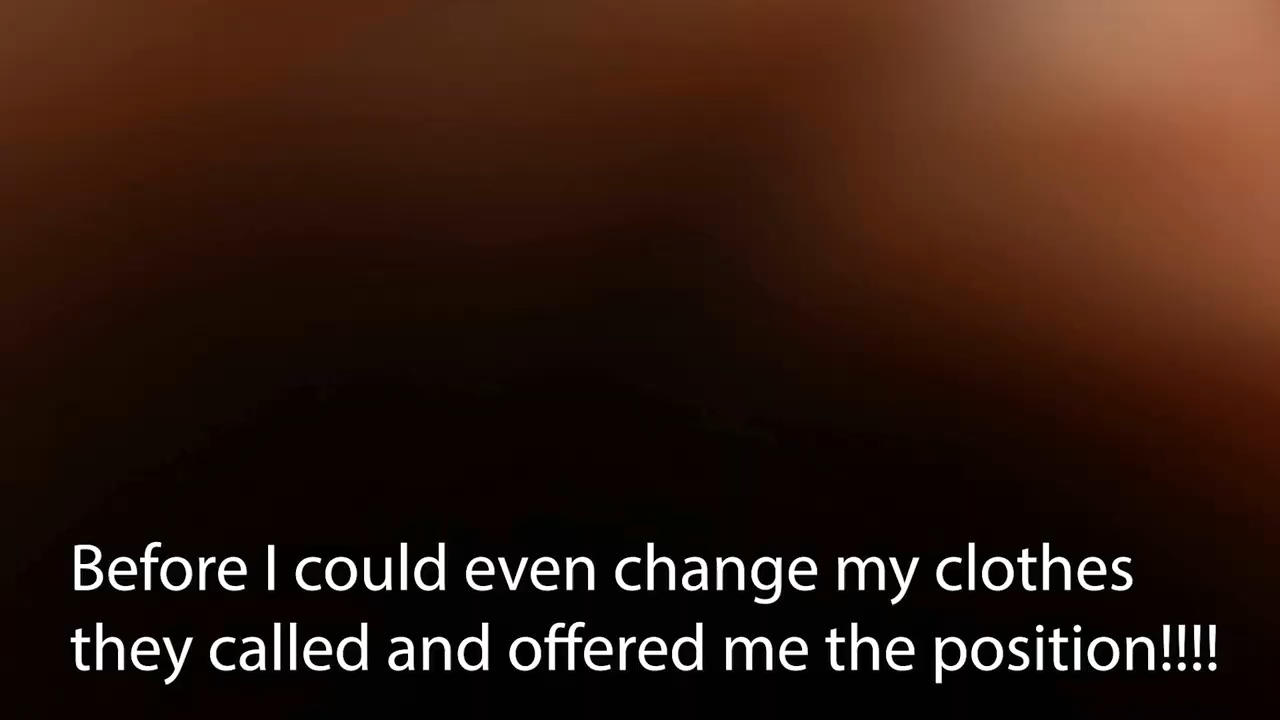 Before I could even change my clothes
they called and offered me the position!!!!